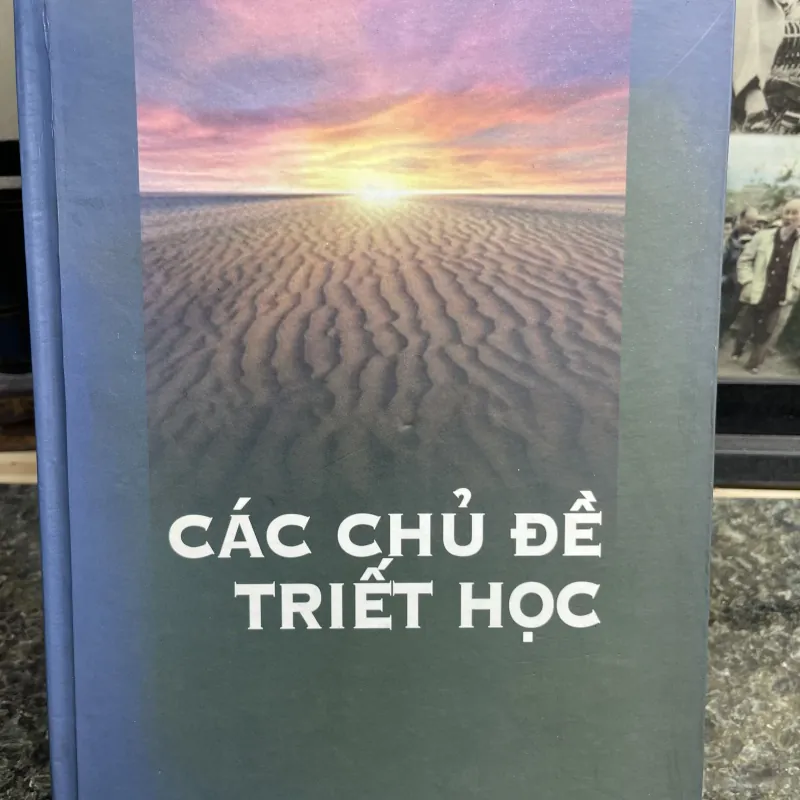 CÁC CHỦ ĐỀ
TRIẾT HỌC